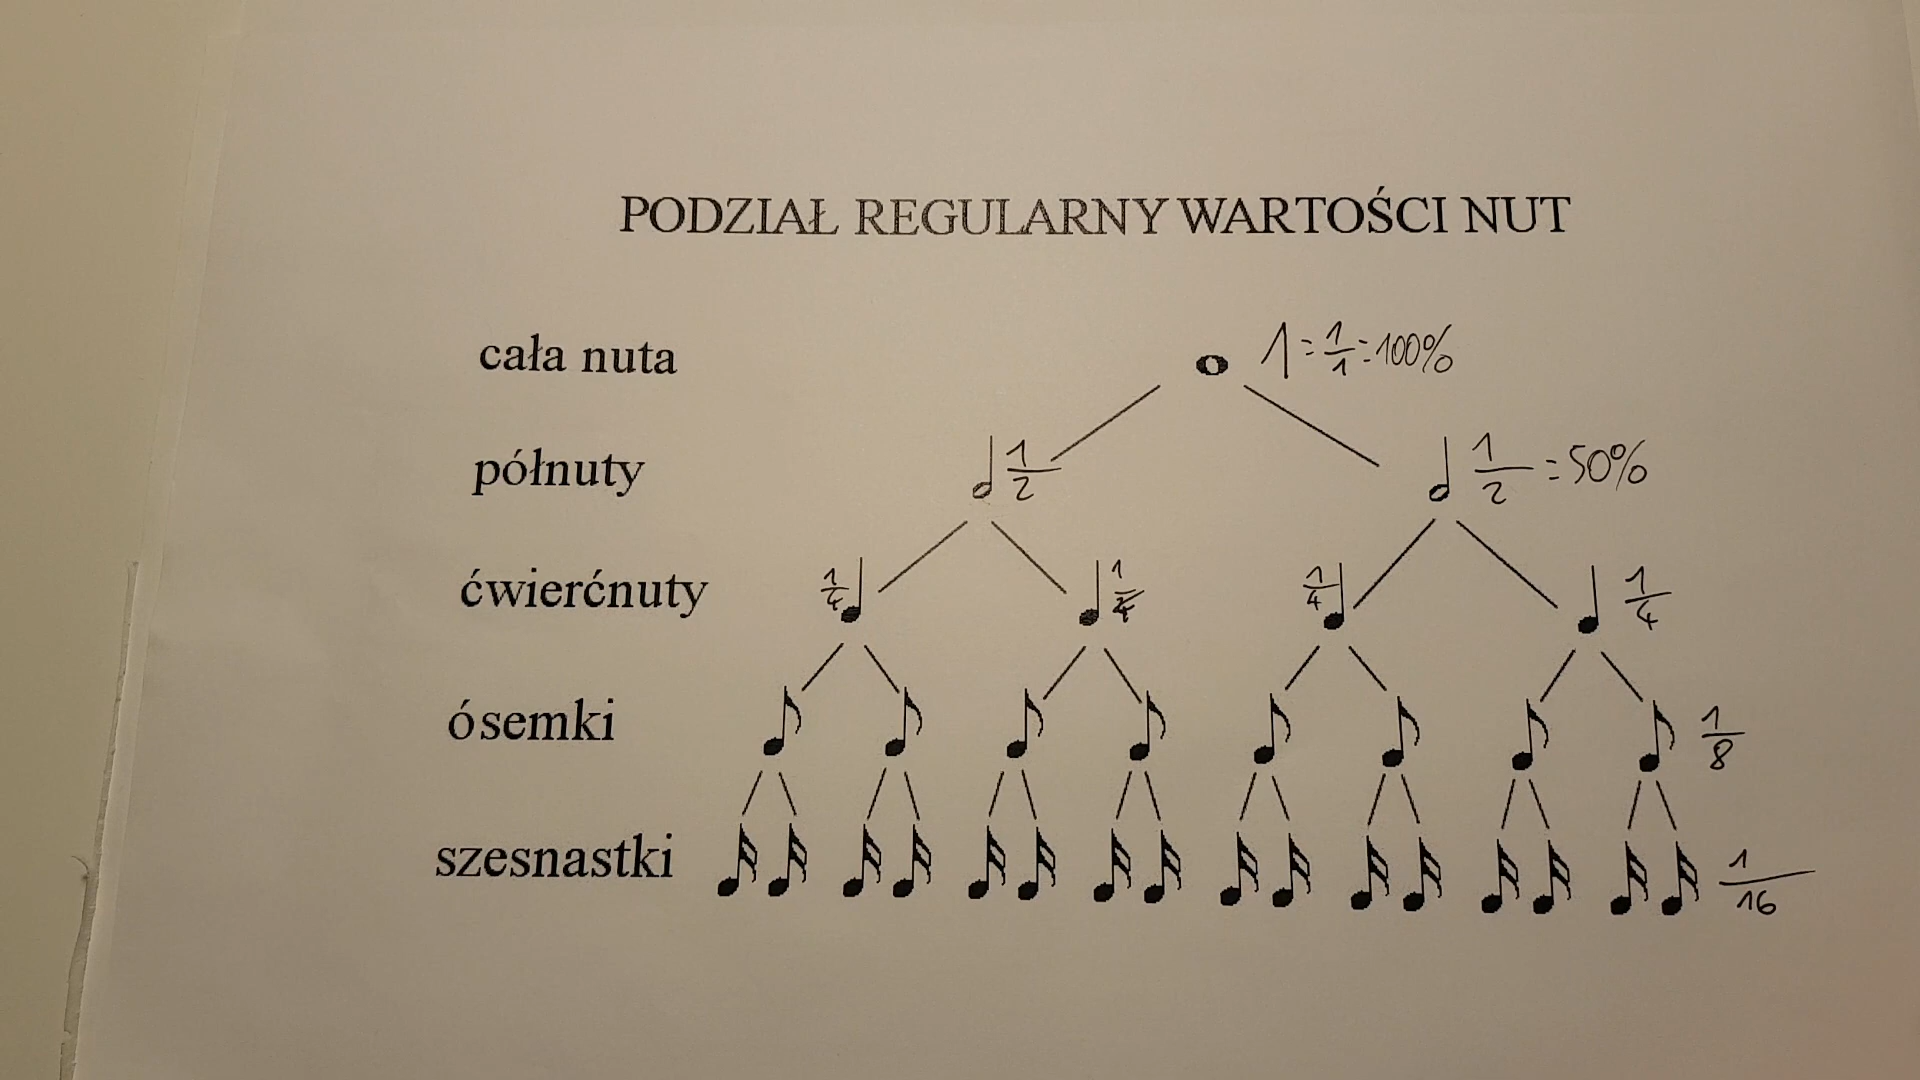 PODZIAŁ REGULARNY WARTOŚCI NUT
cała nuta 1 = 1/1 = 100%
półnuty 1/2 1/2 = 50%
ćwierćnuty 1/4 1/4 1/4 1/4
ósemki 1/8
szesnastki 1/16